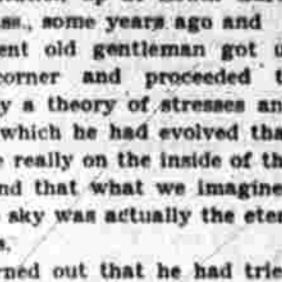 ss., some years ago and
ent old gentleman got u
corner and proceeded t
y a theory of stresses an
which he had evolved tha
e really on the inside of th
nd that what we imagine
sky was actually the eter
s.
rned out that he had trie